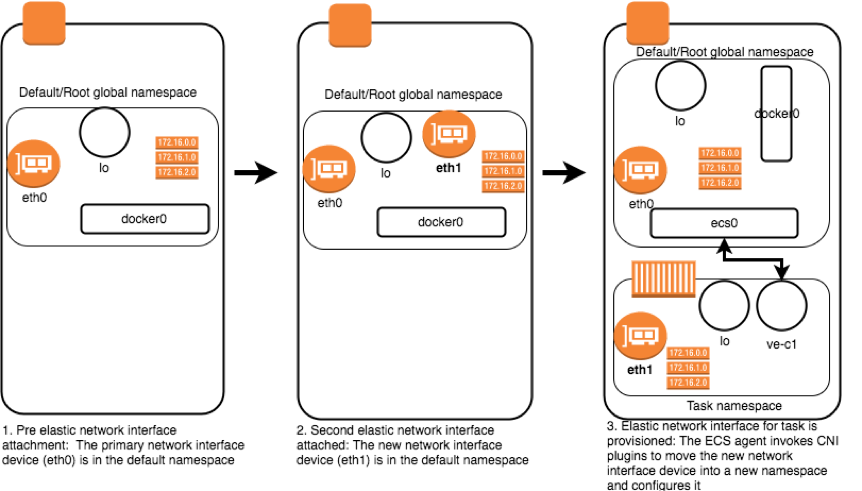 Default/Root global namespace
lo
172.16.0.0
172.16.1.0
172.16.2.0
eth0
docker0
1. Pre elastic network interface
attachment: The primary network interface
device (eth0) is in the default namespace
Default/Root global namespace
eth1
lo
172.16.0.0
172.16.1.0
172.16.2.0
eth0
docker0
2. Second elastic network interface
attached: The new network interface
device (eth1) is in the default namespace
Default/Root global namespace
lo
docker0
172.16.0.0
172.16.1.0
172.16.2.0
eth0
ecs0
lo
ve-c1
eth1
172.16.0.0
172.16.1.0
172.16.2.0
Task namespace
3. Elastic network interface for task is
provisioned: The ECS agent invokes CNI
plugins to move the new network
interface device into a new namespace
and configures it